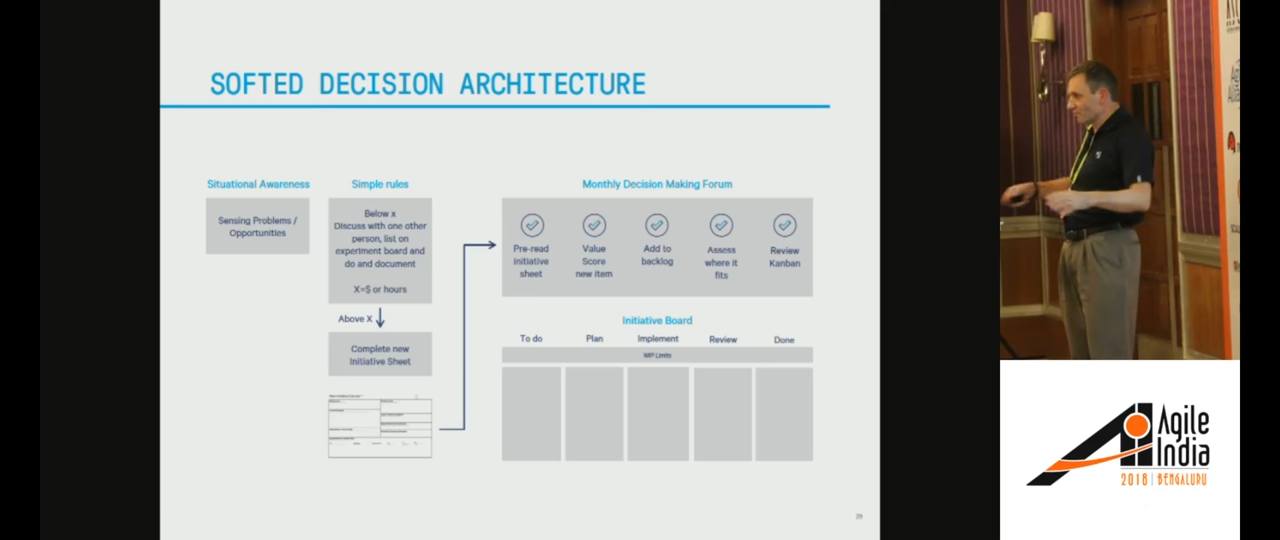 SOFTED DECISION ARCHITECTURE
Situational Awareness
Sensing Problems /
Opportunities
Simple rules
Below x
Discuss with one other
person, list on
experiment board and
do and document
X=$ or hours
Above X
Complete new
Initiative Sheet
Monthly Decision Making Forum
Pre-read
initiative
sheet
Value
Score
new item
Add to
backlog
Assess
where it
fits
Review
Kanban
Initiative Board
To do
Plan
Implement
Review
Done
WIP Limits
29
Agile
India
2018 | BENGALURU